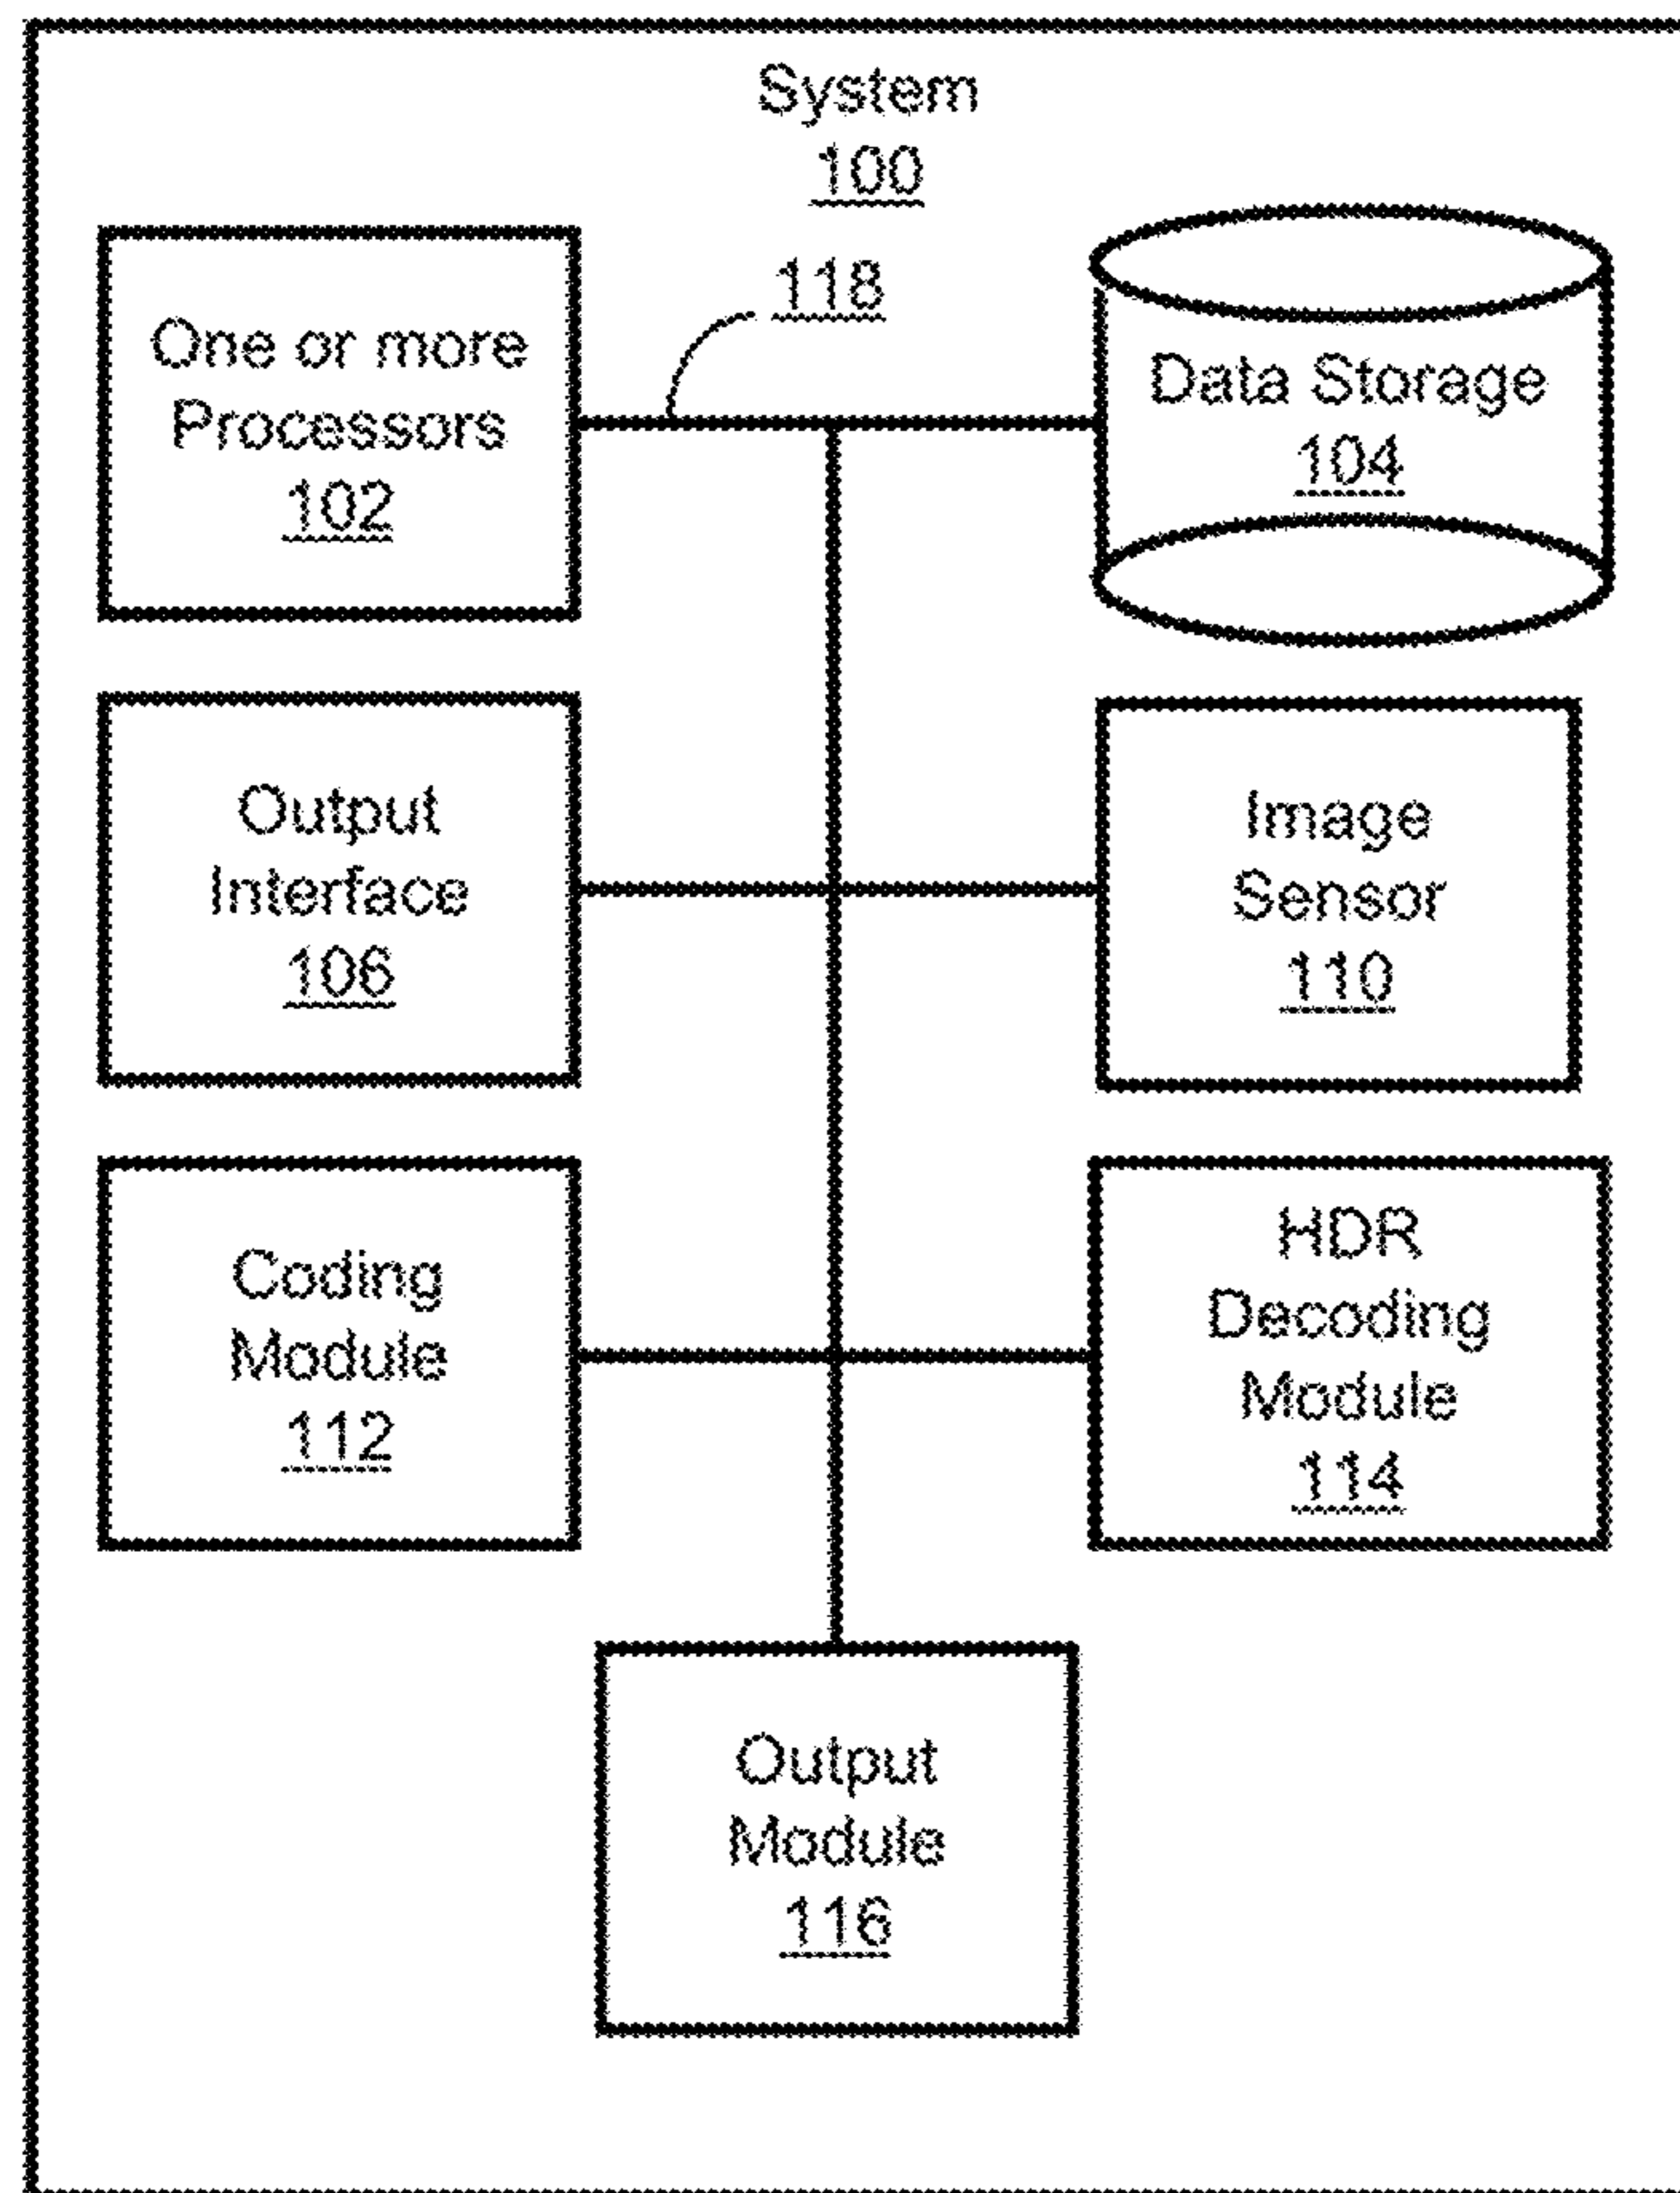 System
100
118
One or more
Processors
102
Data Storage
104
Output
Interface
106
Image
Sensor
110
Coding
Module
112
HDR
Decoding
Module
114
Output
Module
116